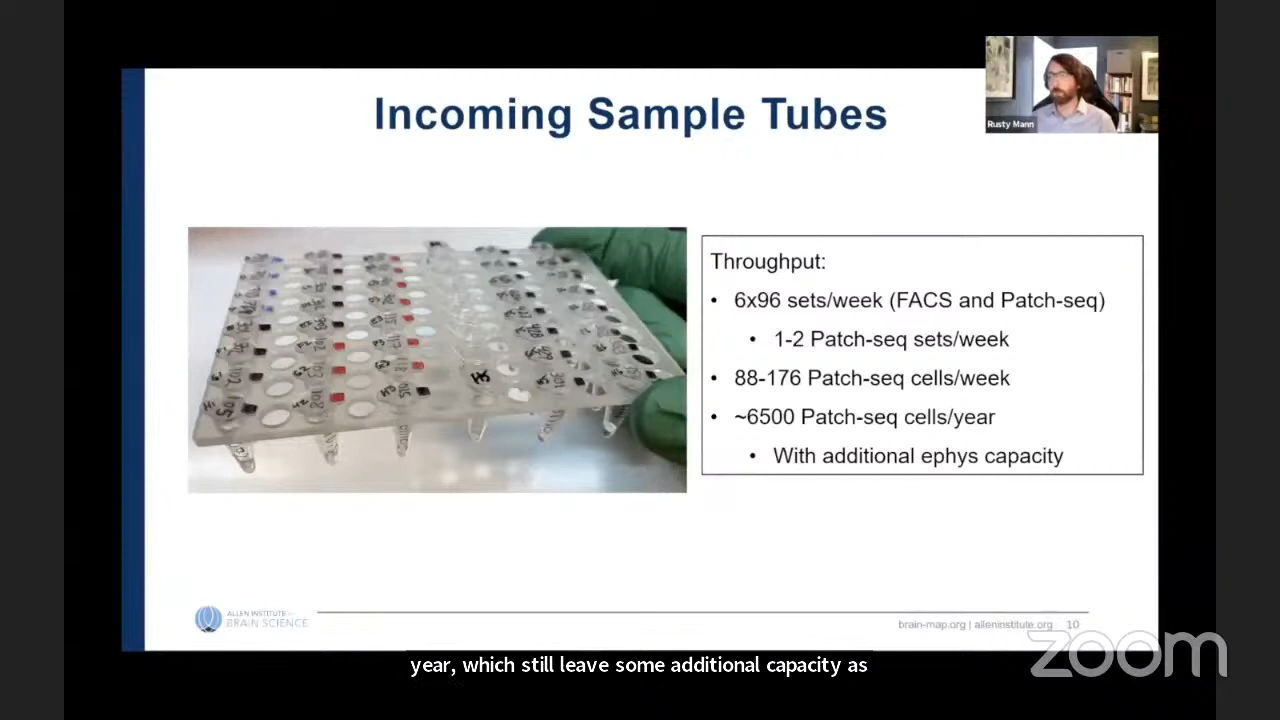 Incoming Sample Tubes
Rusty Mann
Throughput:
• 6x96 sets/week (FACS and Patch-seq)
• 1-2 Patch-seq sets/week
• 88-176 Patch-seq cells/week
• ~6500 Patch-seq cells/year
• With additional ephys capacity
ALLEN INSTITUTE for
BRAIN SCIENCE
brain-map.org | alleninstitute.org 10
zoom
year, which still leave some additional capacity as